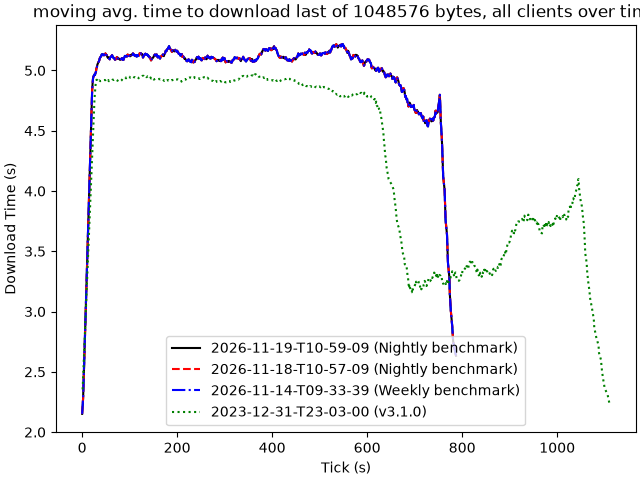 moving avg. time to download last of 1048576 bytes, all clients over tim
Download Time (s)
5.0
4.5
4.0
3.5
3.0
2.5
2.0
0 200 400 600 800 1000
Tick (s)
2026-11-19-T10-59-09 (Nightly benchmark)
2026-11-18-T10-57-09 (Nightly benchmark)
2026-11-14-T09-33-39 (Weekly benchmark)
2023-12-31-T23-03-00 (v3.1.0)